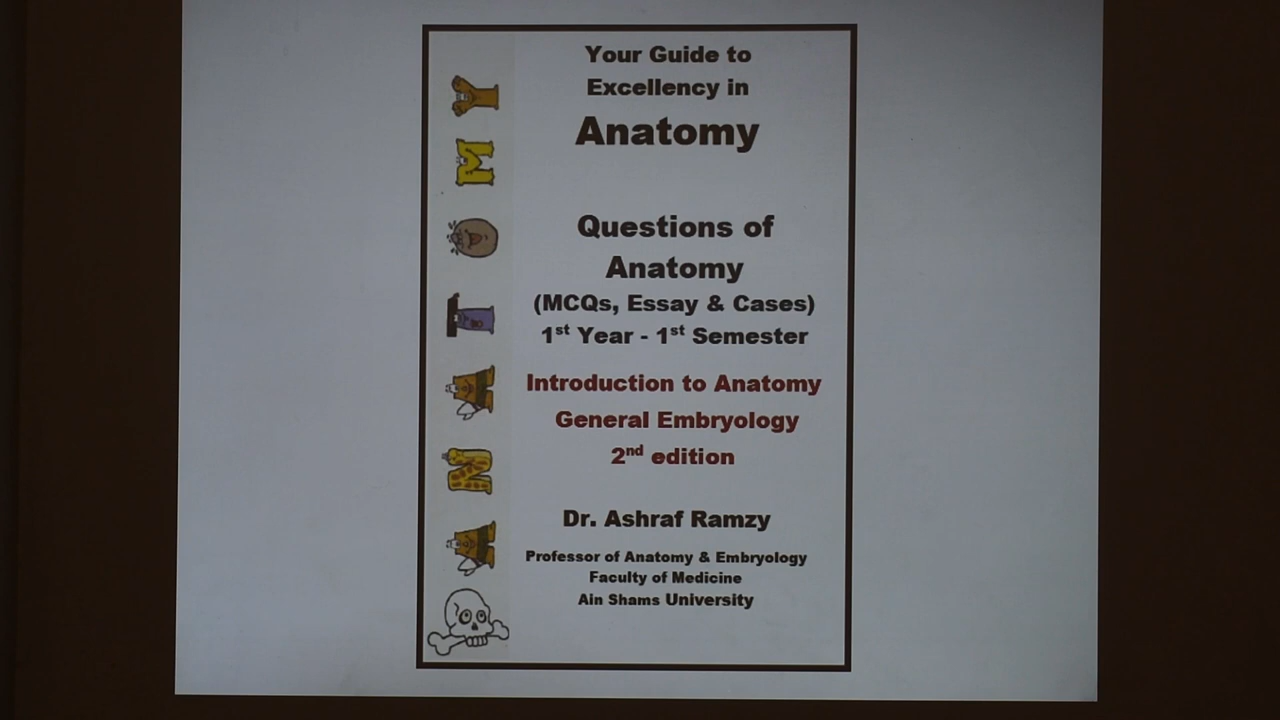 Your Guide to
Excellency in
Anatomy
Questions of
Anatomy
(MCQs, Essay & Cases)
1st Year - 1st Semester
Introduction to Anatomy
General Embryology
2nd edition
Dr. Ashraf Ramzy
Professor of Anatomy & Embryology
Faculty of Medicine
Ain Shams University
ANATOMY